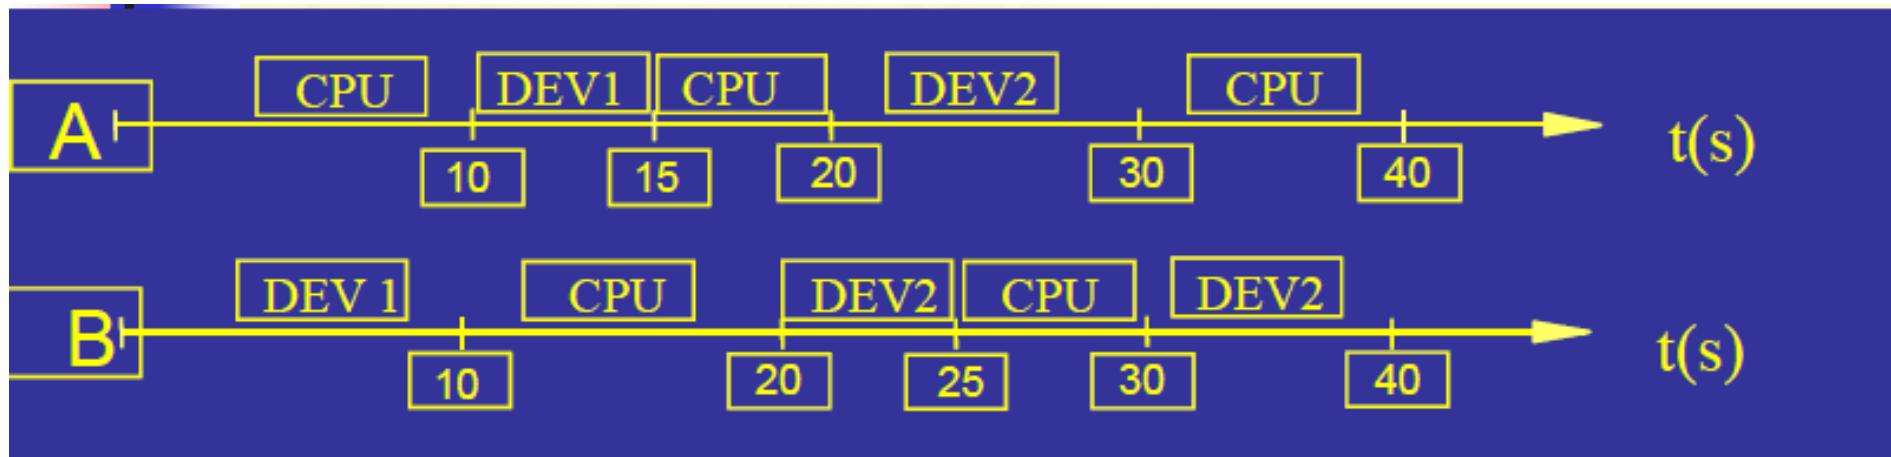 CPU DEV1 CPU DEV2 CPU
A t(s)
10 15 20 30 40
DEV 1 CPU DEV2 CPU DEV2
B t(s)
10 20 25 30 40